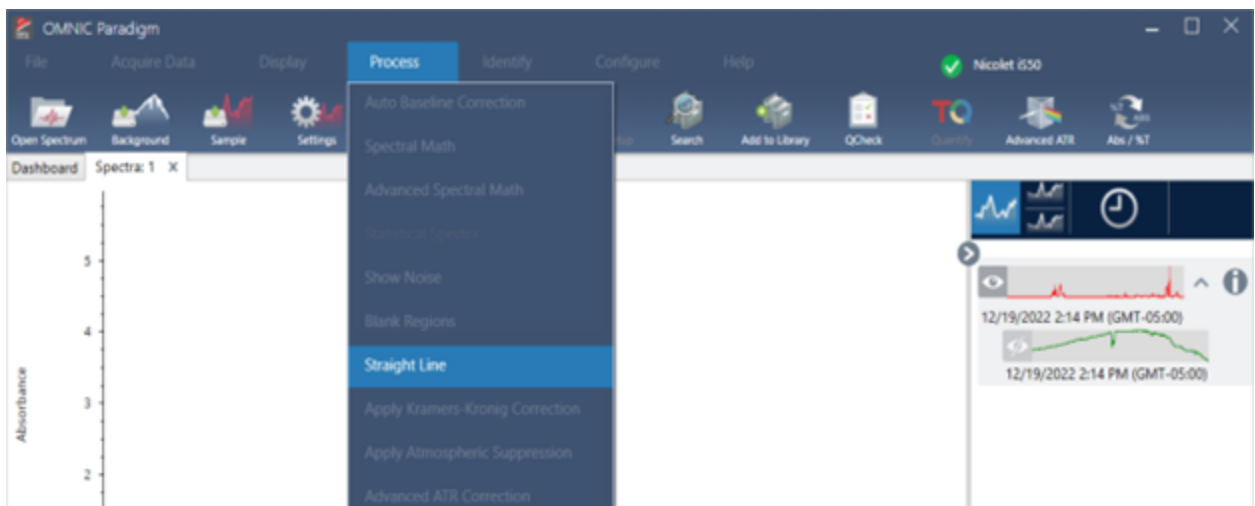 OMNIC Paradigm
File Acquire Data Display Process Identify Configure Help Nicolet iS50
Open Spectrum Background Sample Settings Search Add to Library QCheck Quantify Advanced ATR Abs / %T
TQ
Dashboard Spectra: 1 X
Auto Baseline Correction
Spectral Math
Advanced Spectral Math
Statistical Spectra
Show Noise
Blank Regions
Straight Line
Apply Kramers-Kronig Correction
Apply Atmospheric Suppression
Advanced ATR Correction
Absorbance
5
4
3
2
12/19/2022 2:14 PM (GMT-05:00)
12/19/2022 2:14 PM (GMT-05:00)